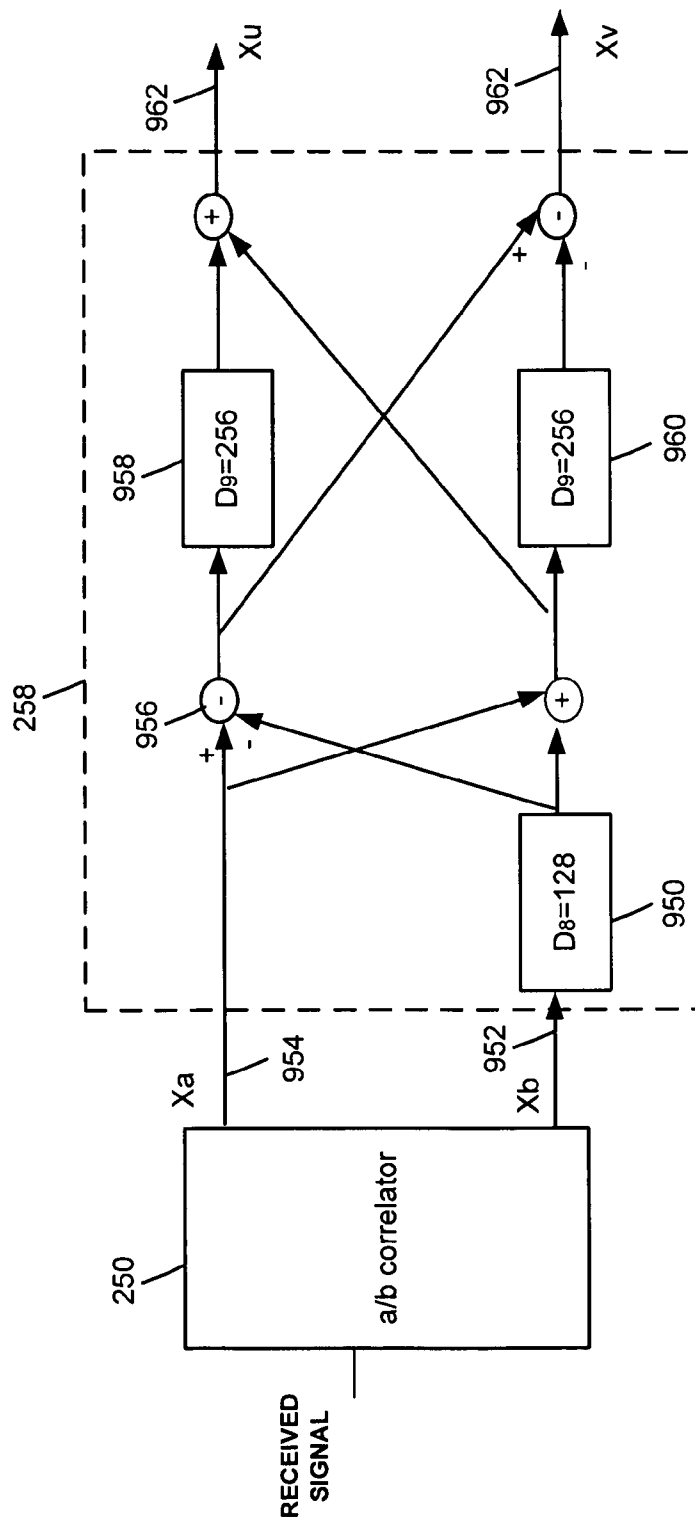 RECEIVED
SIGNAL
250
a/b correlator
Xa
954
Xb
952
258
956
+
-
-
+
D8=128
950
958
D9=256
D9=256
960
+
-
+
-
962
Xu
962
Xv